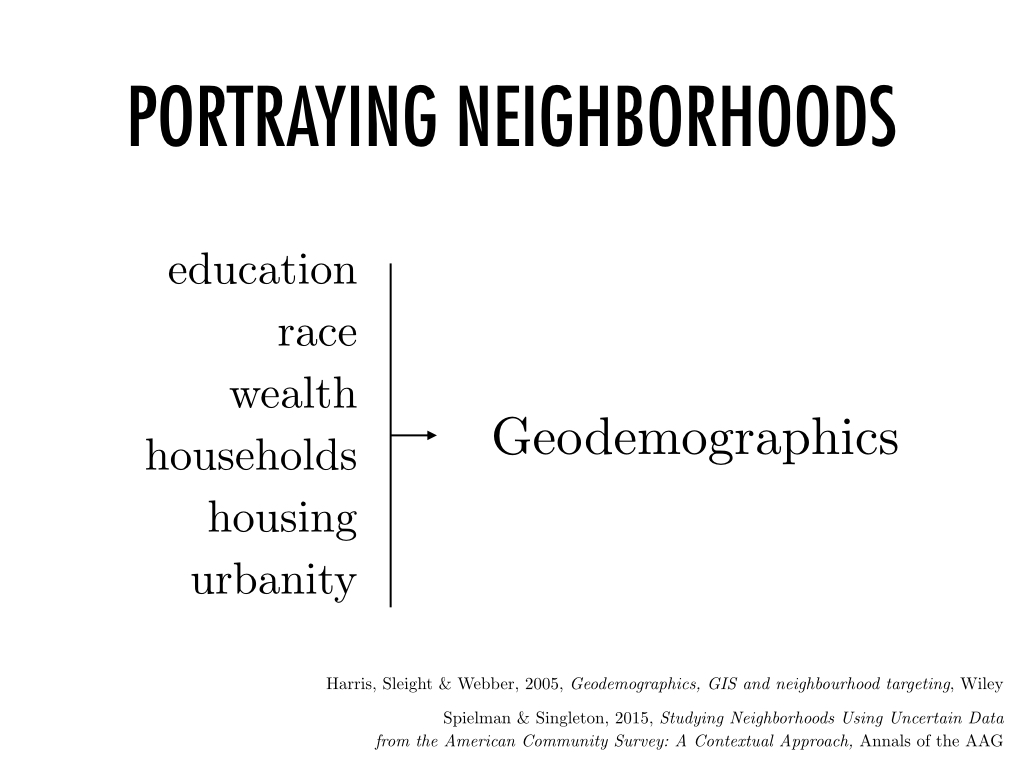 PORTRAYING NEIGHBORHOODS
education
race
wealth
households
housing
urbanity
Geodemographics
Harris, Sleight & Webber, 2005, Geodemographics, GIS and neighbourhood targeting, Wiley
Spielman & Singleton, 2015, Studying Neighborhoods Using Uncertain Data
from the American Community Survey: A Contextual Approach, Annals of the AAG